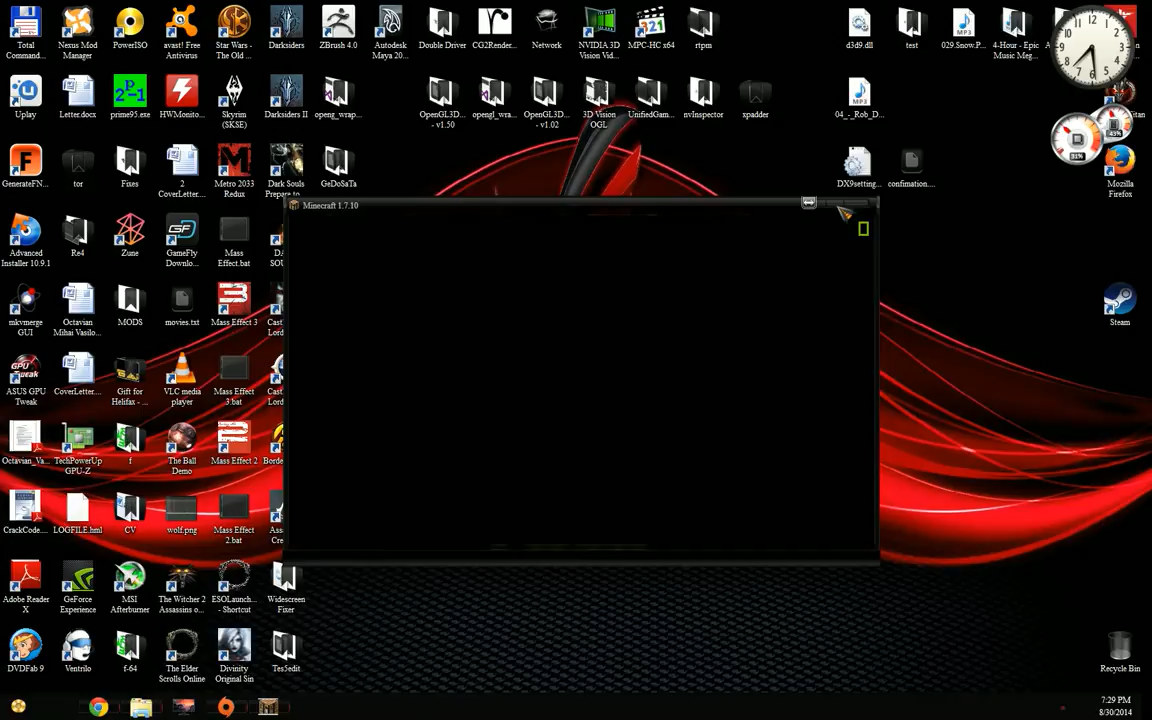 Total
Comman...
Nexus Mod
Manager
PowerISO
avast! Free
Antivirus
Star Wars -
The Old ...
Darksiders
ZBrush 4.0
Autodesk
Maya 20...
Double Driver
CG2Render...
Network
NVIDIA 3D
Vision Vid...
321
MPC-HC x64
rtpm
d3d9.dll
test
MP3
029.Snow.P...
4-Hour - Epic
Music Meg...
Uplay
Letter.docx
prime95.exe
HWMonito...
Skyrim
(SKSE)
Darksiders II
openg_wrap...
OpenGL3D...
- v1.50
opengl_wra...
OpenGL3D...
- v1.02
3D Vision
OGL
UnifiedGam...
nvInspector
xpadder
MP3
04_-_Rob_D...
43%
31%
GenerateFN...
tor
Fixes
2
CoverLetter....
Metro 2033
Redux
Dark Souls
Prepare to ...
GeDoSaTo
DX9setting...
confimation....
Mozilla
Firefox
Minecraft 1.7.10
Advanced
Installer 10.9.1
Re4
Zune
GameFly
Downlo...
Mass
Effect.bat
mkvmerge
GUI
Octavian
Mihai Vasilo...
MODS
movies.txt
Mass Effect 3
Steam
ASUS GPU
Tweak
CoverLetter....
Gift for
Helifax - ...
VLC media
player
Mass Effect
3.bat
Octavian_Va...
TechPowerUp
GPU-Z
f
The Ball
Demo
Mass Effect 2
CrackCode....
LOGFILE.hml
CV
wolf.png
Mass Effect
2.bat
Adobe Reader
X
GeForce
Experience
MSI
Afterburner
The Witcher 2
Assassins o...
ESOLaunch...
- Shortcut
Widescreen
Fixer
DVDFab 9
Ventrilo
f-64
The Elder
Scrolls Online
Divinity
Original Sin
Tes5edit
Recycle Bin
7:29 PM
8/30/2014